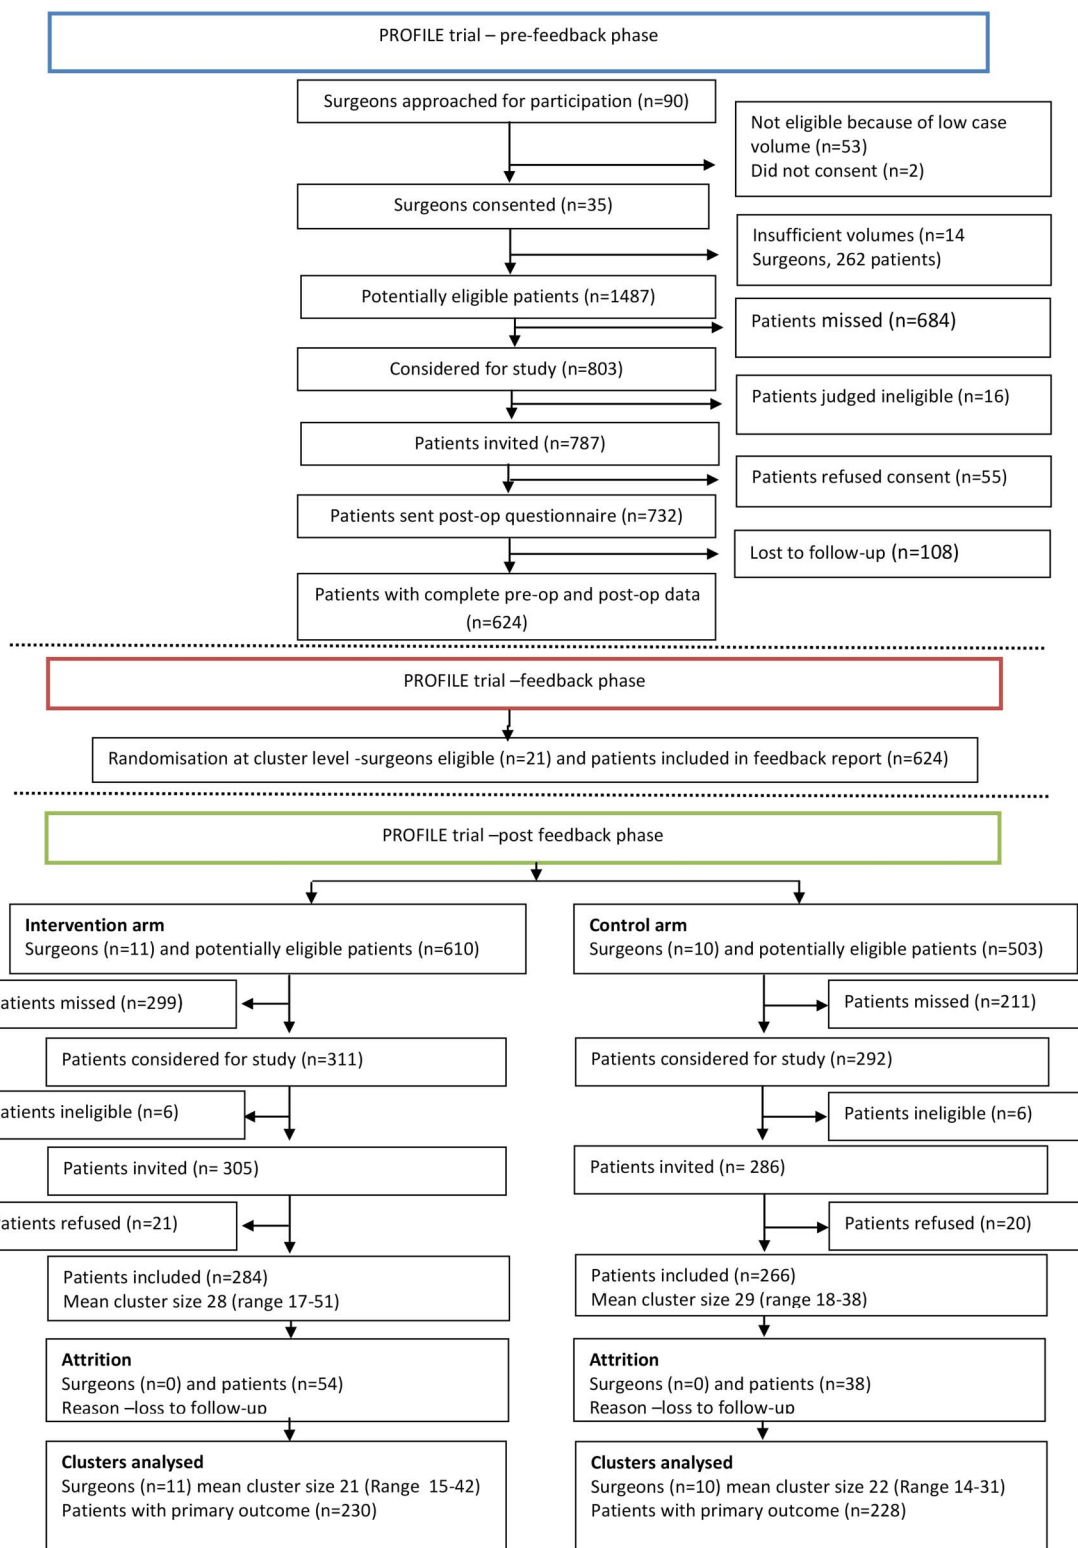 PROFILE trial – pre-feedback phase
Surgeons approached for participation (n=90)
Not eligible because of low case
volume (n=53)
Did not consent (n=2)
Surgeons consented (n=35)
Insufficient volumes (n=14
Surgeons, 262 patients)
Potentially eligible patients (n=1487)
Patients missed (n=684)
Considered for study (n=803)
Patients judged ineligible (n=16)
Patients invited (n=787)
Patients refused consent (n=55)
Patients sent post-op questionnaire (n=732)
Lost to follow-up (n=108)
Patients with complete pre-op and post-op data
(n=624)
PROFILE trial –feedback phase
Randomisation at cluster level -surgeons eligible (n=21) and patients included in feedback report (n=624)
PROFILE trial –post feedback phase
Intervention arm
Surgeons (n=11) and potentially eligible patients (n=610)
Control arm
Surgeons (n=10) and potentially eligible patients (n=503)
atients missed (n=299)
Patients missed (n=211)
Patients considered for study (n=311)
Patients considered for study (n=292)
atients ineligible (n=6)
Patients ineligible (n=6)
Patients invited (n= 305)
Patients invited (n= 286)
atients refused (n=21)
Patients refused (n=20)
Patients included (n=284)
Mean cluster size 28 (range 17-51)
Patients included (n=266)
Mean cluster size 29 (range 18-38)
Attrition
Surgeons (n=0) and patients (n=54)
Reason –loss to follow-up
Attrition
Surgeons (n=0) and patients (n=38)
Reason –loss to follow-up
Clusters analysed
Surgeons (n=11) mean cluster size 21 (Range 15-42)
Patients with primary outcome (n=230)
Clusters analysed
Surgeons (n=10) mean cluster size 22 (Range 14-31)
Patients with primary outcome (n=228)